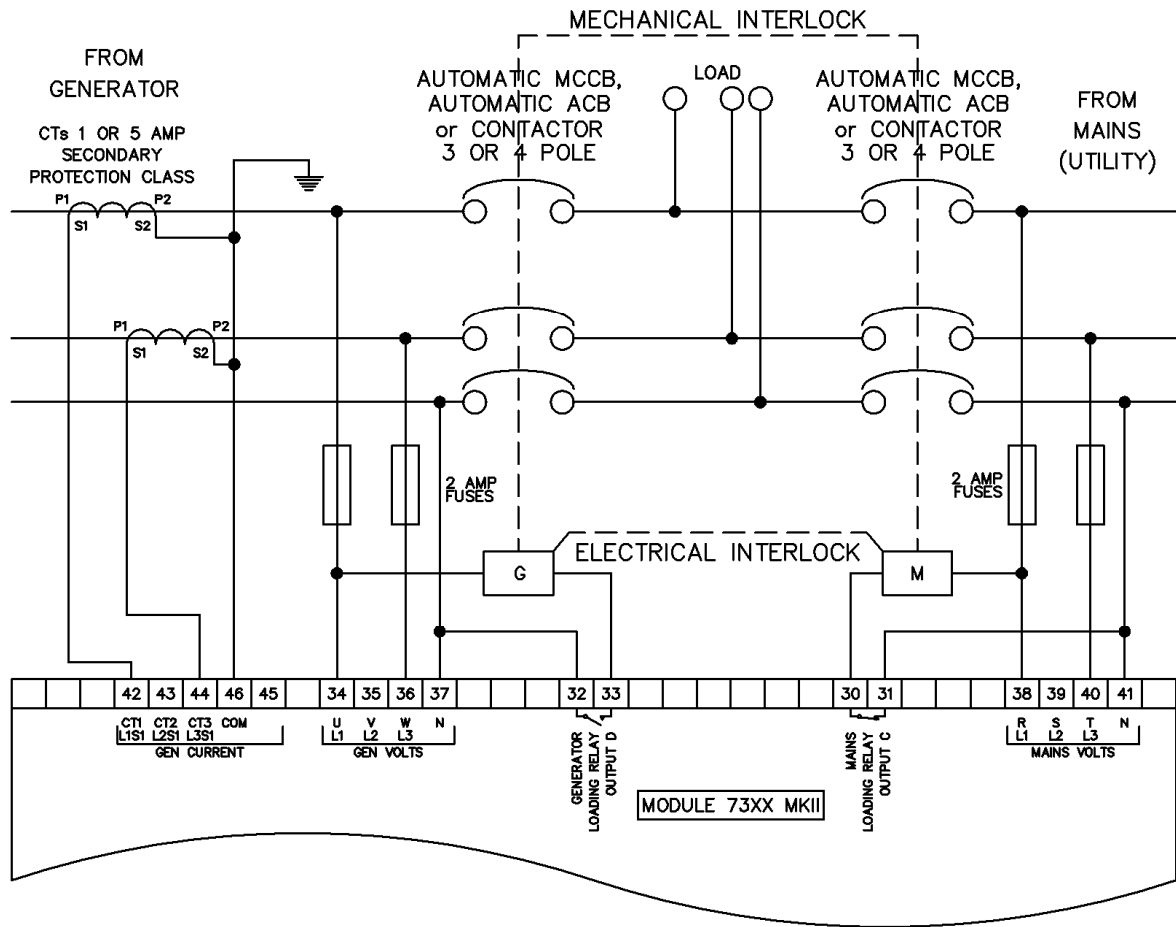 MECHANICAL INTERLOCK
FROM
GENERATOR
CTs 1 OR 5 AMP
SECONDARY
PROTECTION CLASS
AUTOMATIC MCCB,
AUTOMATIC ACB
or CONTACTOR
3 OR 4 POLE
LOAD
AUTOMATIC MCCB,
AUTOMATIC ACB
or CONTACTOR
3 OR 4 POLE
FROM
MAINS
(UTILITY)
P1 P2
S1 S2
P1 P2
S1 S2
2 AMP
FUSES
2 AMP
FUSES
ELECTRICAL INTERLOCK
G
M
42 43 44 46 45 34 35 36 37 32 33 30 31 38 39 40 41
CT1 CT2 CT3 COM
L1S1 L2S1 L3S1
GEN CURRENT
U V W N
L1 L2 L3
GEN VOLTS
GENERATOR
LOADING RELAY
OUTPUT D
MAINS
LOADING RELAY
OUTPUT C
R S T N
L1 L2 L3
MAINS VOLTS
MODULE 73XX MKII